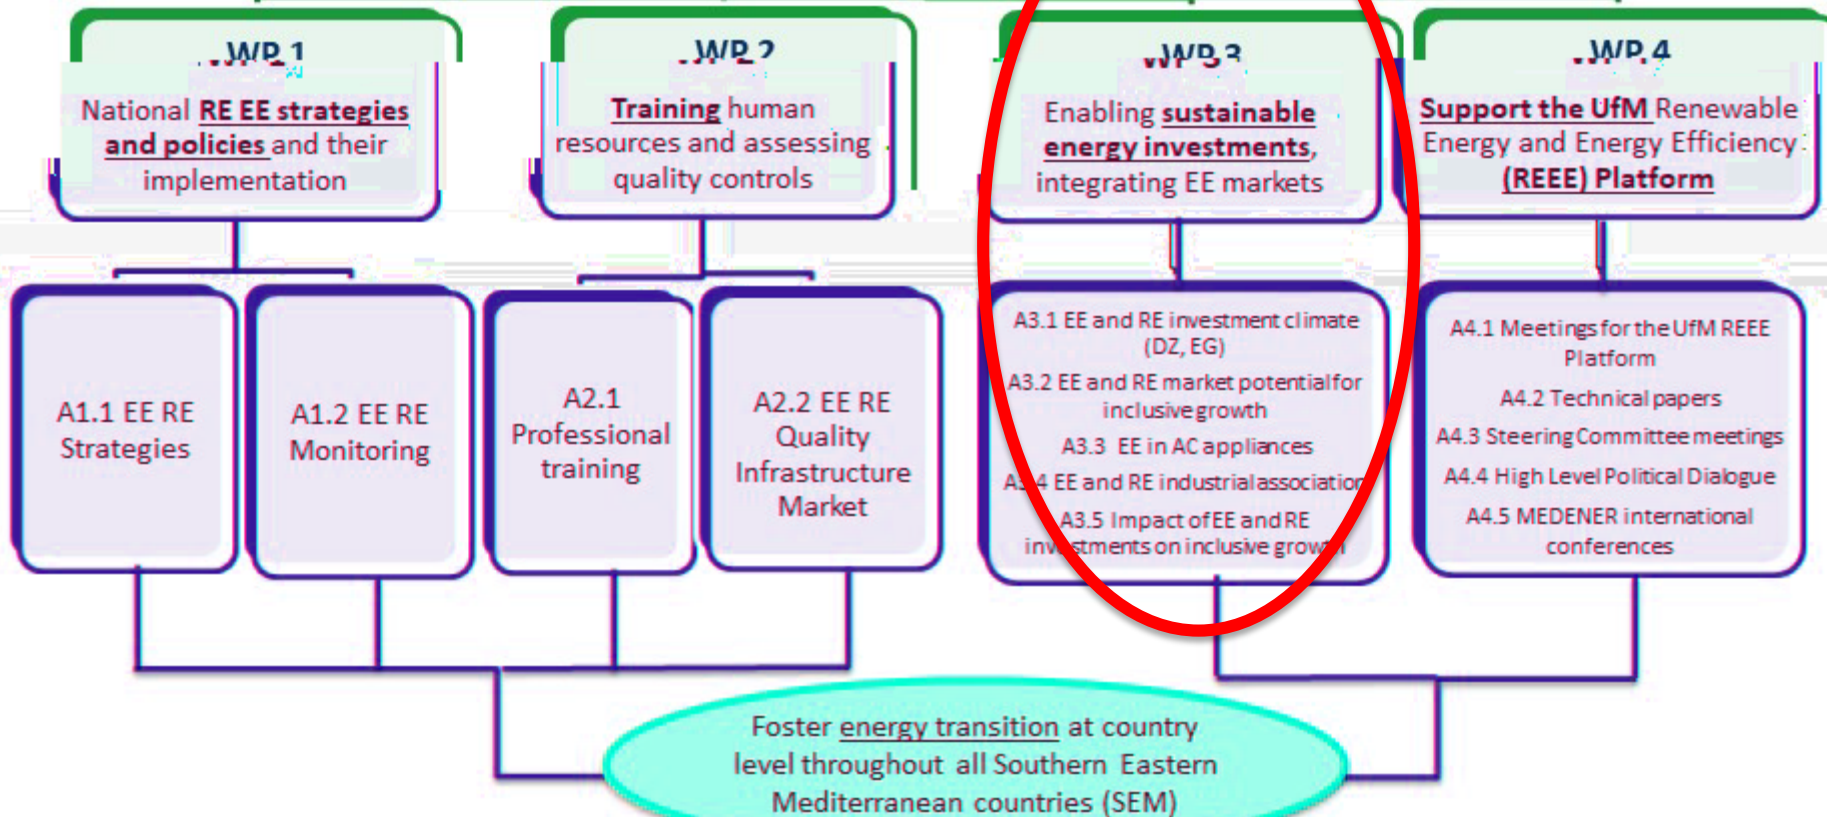 WP 1
National RE EE strategies
and policies and their
implementation
WP 2
Training human
resources and assessing
quality controls
WP 3
Enabling sustainable
energy investments,
integrating EE markets
WP 4
Support the UfM Renewable
Energy and Energy Efficiency
(REEE) Platform
A1.1 EE RE
Strategies
A1.2 EE RE
Monitoring
A2.1
Professional
training
A2.2 EE RE
Quality
Infrastructure
Market
A3.1 EE and RE investment climate
(DZ, EG)
A3.2 EE and RE market potential for
inclusive growth
A3.3 EE in AC appliances
A3.4 EE and RE industrial association
A3.5 Impact of EE and RE
investments on inclusive growth
A4.1 Meetings for the UfM REEE
Platform
A4.2 Technical papers
A4.3 Steering Committee meetings
A4.4 High Level Political Dialogue
A4.5 MEDENER international
conferences
Foster energy transition at country
level throughout all Southern Eastern
Mediterranean countries (SEM)